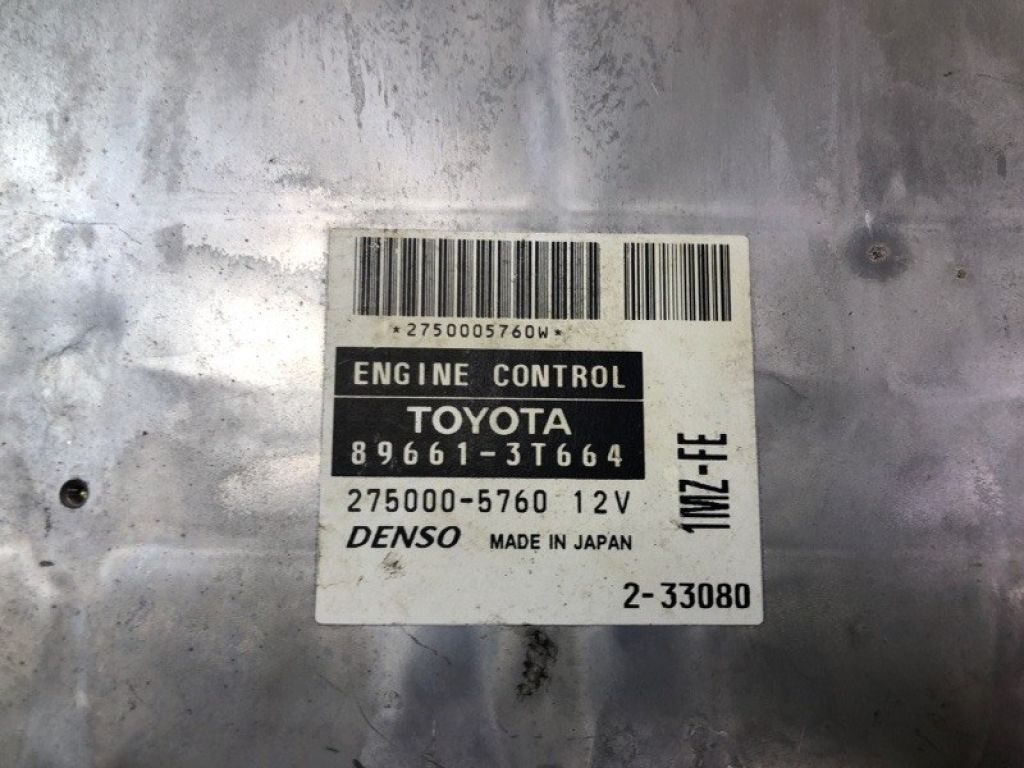 *2750005760W*
ENGINE CONTROL
TOYOTA
89661-3T664
275000-5760 12V
DENSO MADE IN JAPAN
1MZ-FE
2-33080